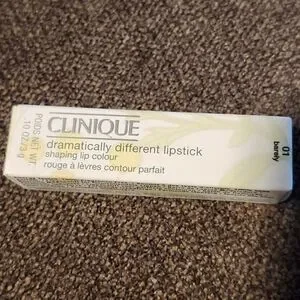 CLINIQUE
dramatically different lipstick
shaping lip colour
rouge à lèvres contour parfait
POIDS NET WT.
.10 OZ/3 g
01
barely